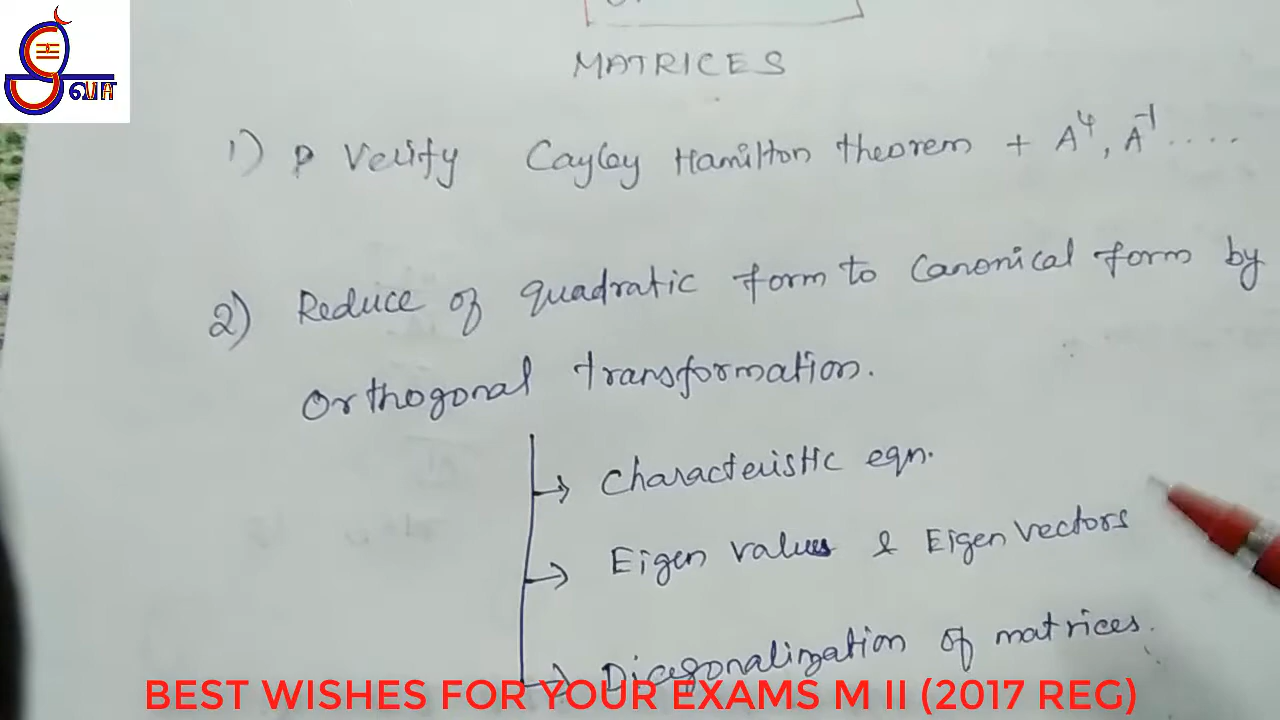 வா
MATRICES
1) Verify Cayley Hamilton theorem + A⁴, A⁻¹ ....
2) Reduce of quadratic form to Canonical form by
Orthogonal transformation.
→ Characteristic eqn.
→ Eigen values & Eigen vectors
→ Diagonalization of matrices.
BEST WISHES FOR YOUR EXAMS M II (2017 REG)